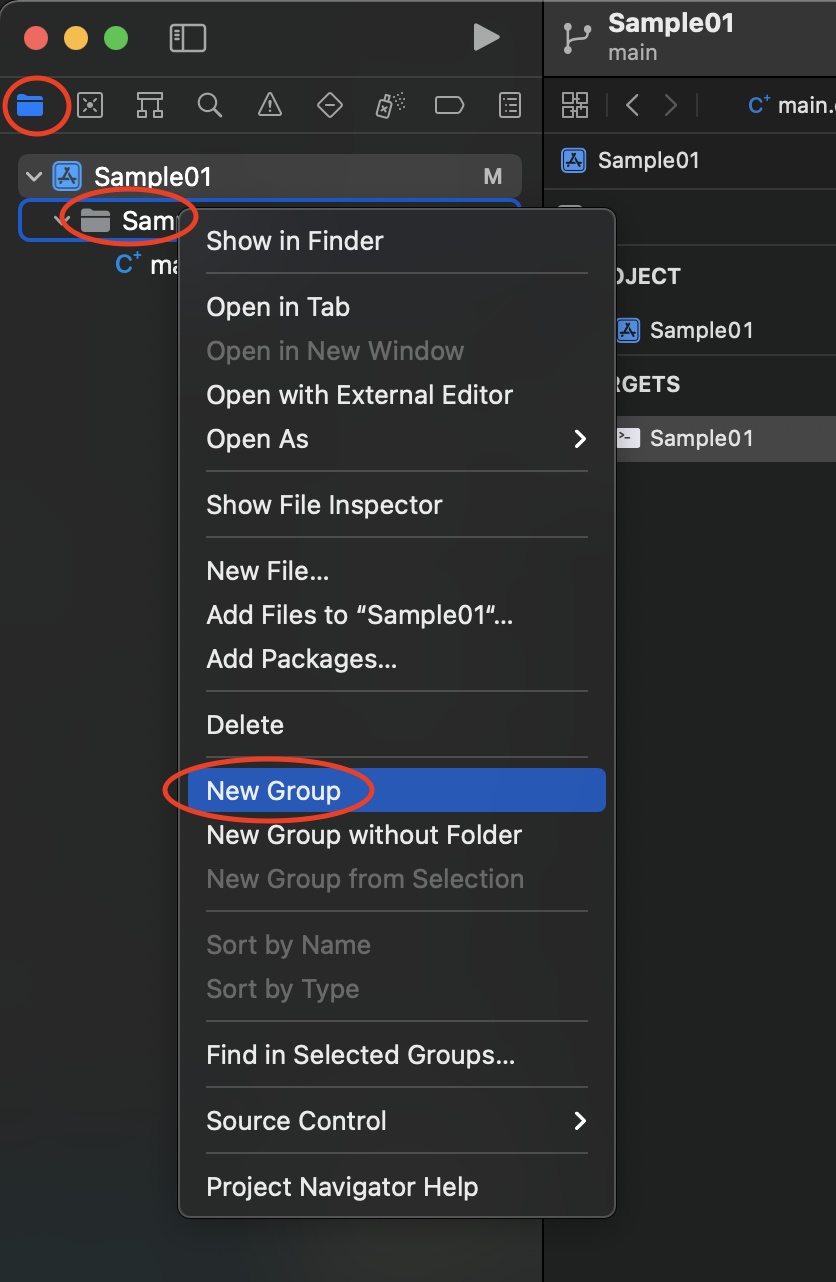 Sample01
main
C+ main.
Sample01
M
Sample01
Sam
C+ ma
Show in Finder
Open in Tab
Open in New Window
Open with External Editor
Open As
Show File Inspector
New File...
Add Files to “Sample01“...
Add Packages...
Delete
New Group
New Group without Folder
New Group from Selection
Sort by Name
Sort by Type
Find in Selected Groups...
Source Control
Project Navigator Help
OJECT
Sample01
RGETS
Sample01